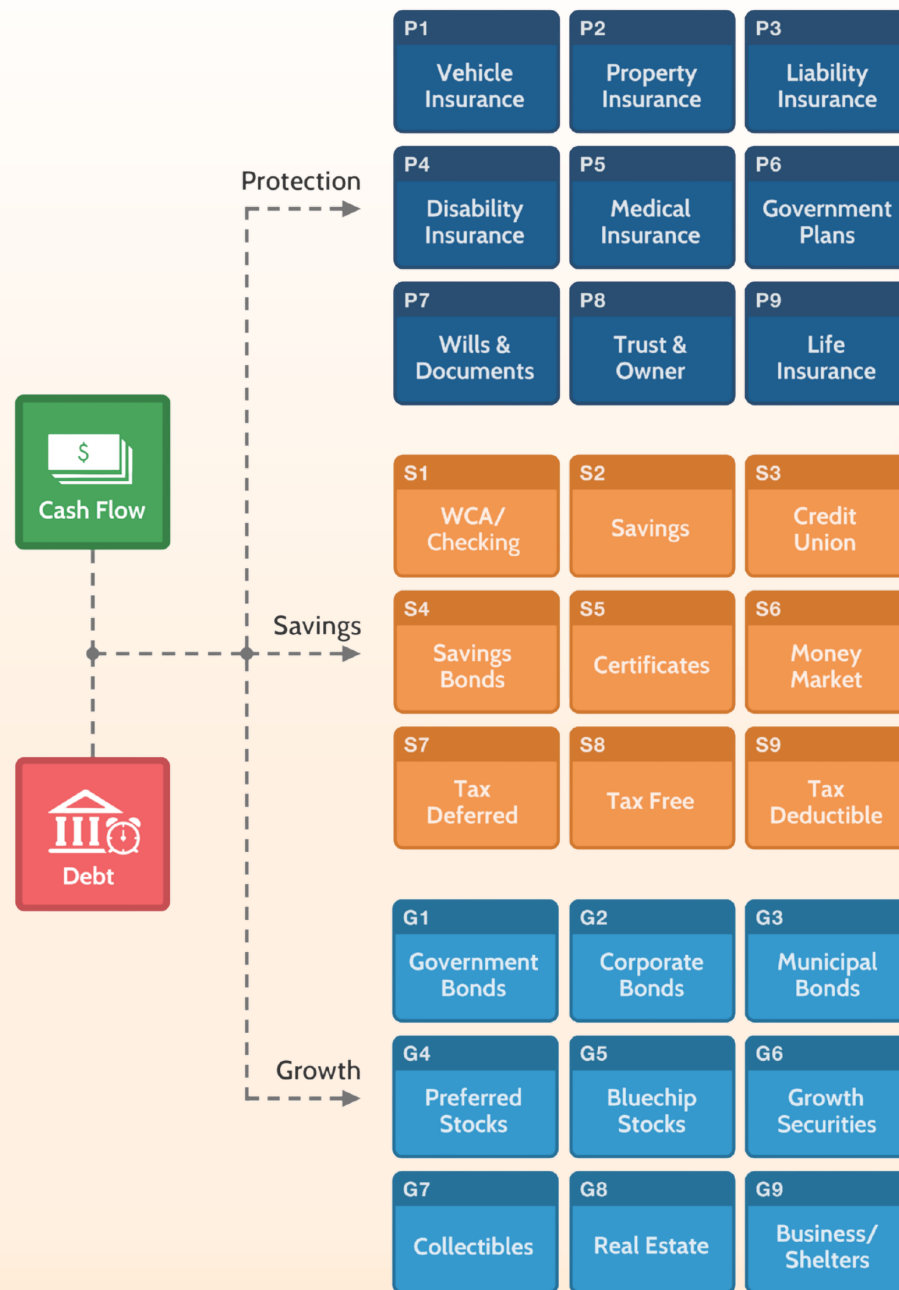 P1
P2
P3
Vehicle
Insurance
Property
Insurance
Liability
Insurance
Protection
P4
P5
P6
Disability
Insurance
Medical
Insurance
Government
Plans
P7
P8
P9
Wills &
Documents
Trust &
Owner
Life
Insurance
$
Cash Flow
Savings
S1
S2
S3
WCA/
Checking
Savings
Credit
Union
S4
S5
S6
Savings
Bonds
Certificates
Money
Market
S7
S8
S9
Tax
Deferred
Tax Free
Tax
Deductible
Debt
Growth
G1
G2
G3
Government
Bonds
Corporate
Bonds
Municipal
Bonds
G4
G5
G6
Preferred
Stocks
Bluechip
Stocks
Growth
Securities
G7
G8
G9
Collectibles
Real Estate
Business/
Shelters